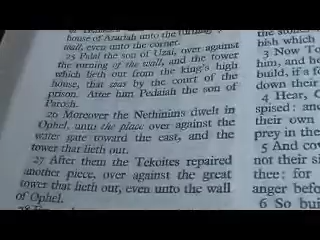 house of Azariah unto the turning
wall, even unto the corner.
25 Palal the son of Uzai, over against
the turning of the wall, and the tower
which lieth out from the king's high
house, that was by the court of the
prison. After him Pedaiah the son of
Parosh.
26 Moreover the Nethinims dwelt in
Ophel, unto the place over against the
water gate toward the east, and the
tower that lieth out.
27 After them the Tekoites repaired
another piece, over against the great
tower that lieth out, even unto the wall
of Ophel.
28
bish which
3 Now To
him, and he
build, if a fo
down their
4 Hear,
spised: and
their own
prey in the
5 And cov
not their si
thee: for
anger befo
6 So buil